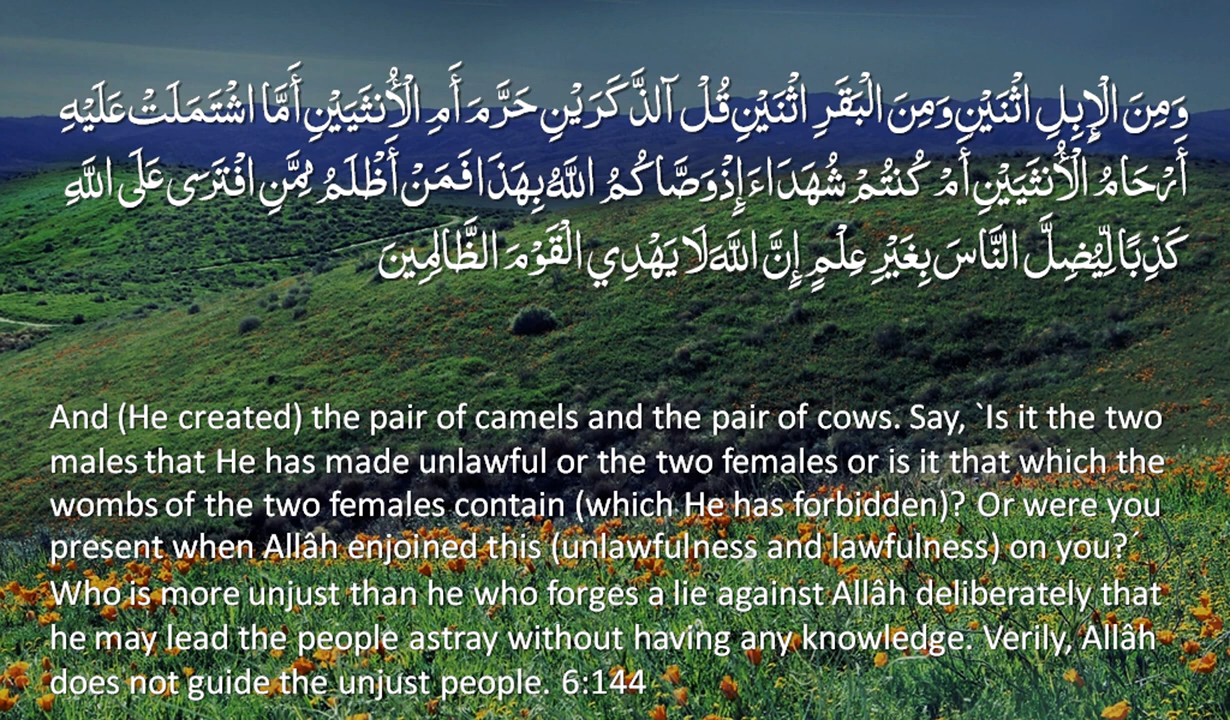 وَمِنَ الْإِبِلِ اثْنَيْنِ وَمِنَ الْبَقَرِ اثْنَيْنِ قُلْ آلذَّكَرَيْنِ حَرَّمَ أَمِ الْأُنثَيَيْنِ أَمَّا اشْتَمَلَتْ عَلَيْهِ
أَرْحَامُ الْأُنثَيَيْنِ أَمْ كُنتُمْ شُهَدَاءَ إِذْ وَصَّاكُمُ اللَّهُ بِهَذَا فَمَنْ أَظْلَمُ مِمَّنِ افْتَرَى عَلَى اللَّهِ
كَذِبًا لِّيُضِلَّ النَّاسَ بِغَيْرِ عِلْمٍ إِنَّ اللَّهَ لَا يَهْدِي الْقَوْمَ الظَّالِمِينَ
And (He created) the pair of camels and the pair of cows. Say, `Is it the two
males that He has made unlawful or the two females or is it that which the
wombs of the two females contain (which He has forbidden)? Or were you
present when Allâh enjoined this (unlawfulness and lawfulness) on you?´
Who is more unjust than he who forges a lie against Allâh deliberately that
he may lead the people astray without having any knowledge. Verily, Allâh
does not guide the unjust people. 6:144